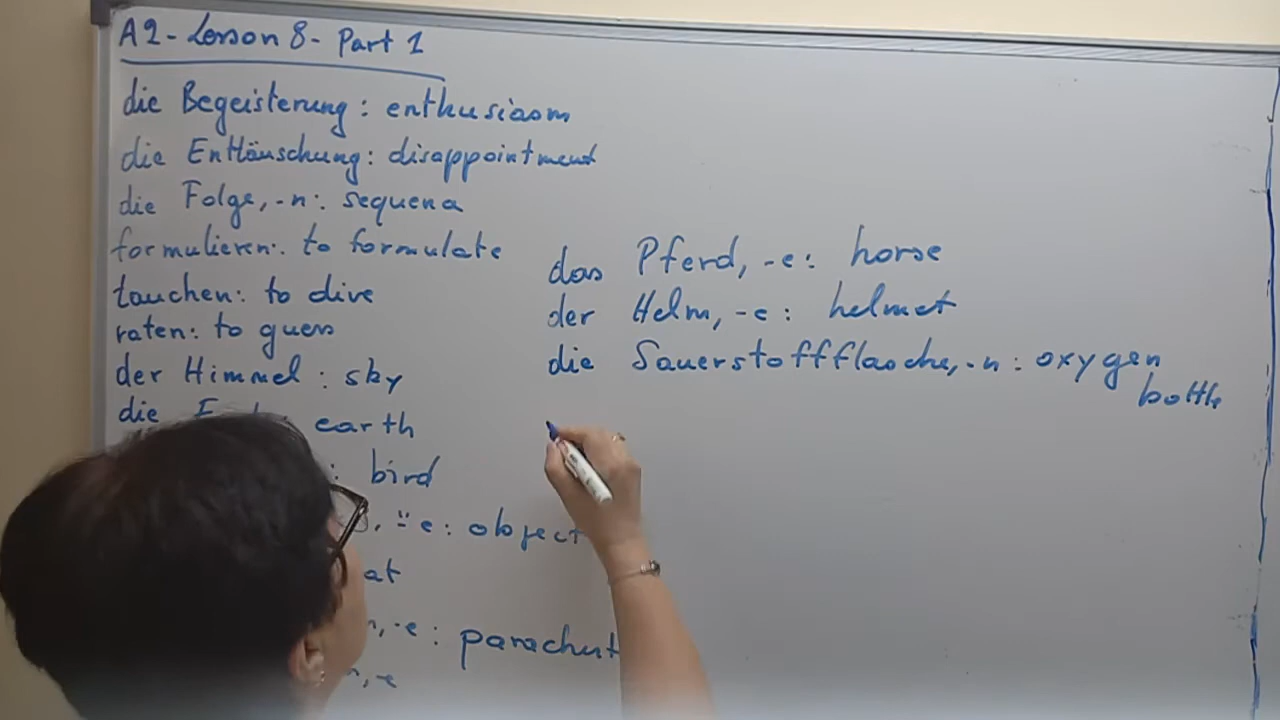 A2 - Lesson 8 - Part 1
die Begeisterung: enthusiasm
die Enttäuschung: disappointment
die Folge, -n: sequence
formulieren: to formulate
tauchen: to dive
raten: to guess
der Himmel: sky
die earth
: bird
, ⸚e: object
, -e: parachut
, -e
das Pferd, -e: horse
der Helm, -e: helmet
die Sauerstoffflasche, -n: oxygen
bottle